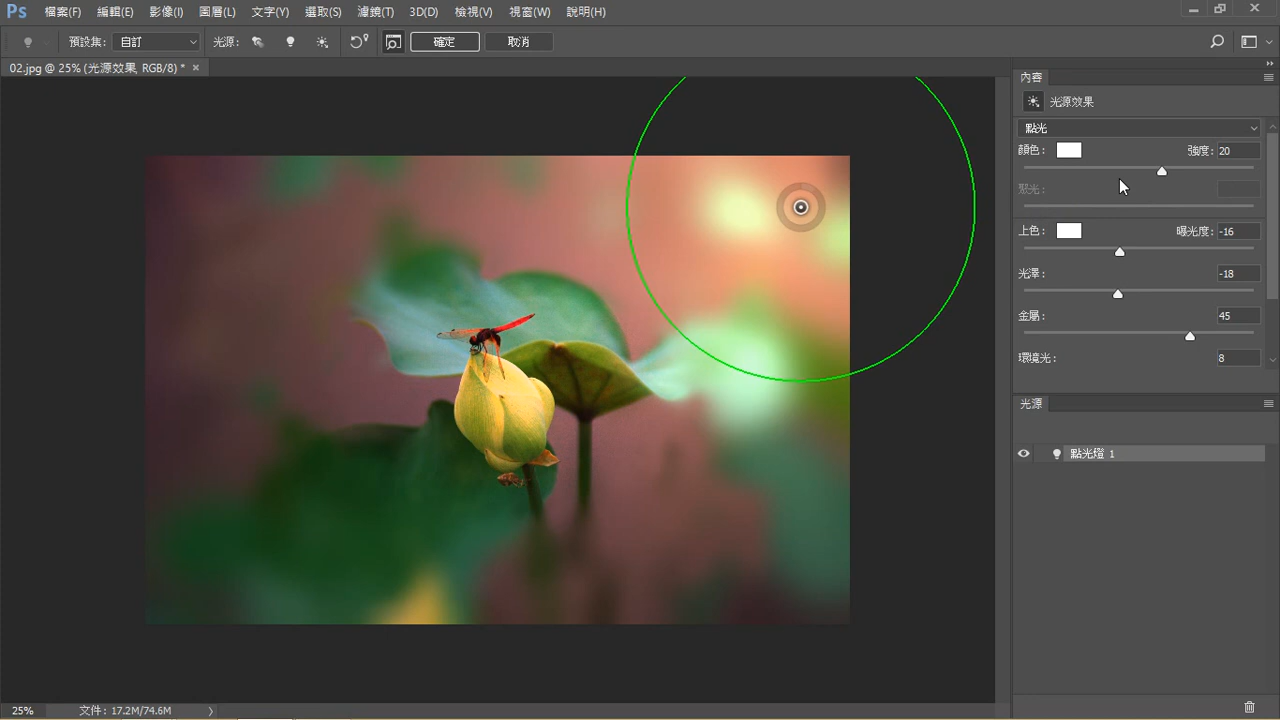 Ps 檔案(F) 編輯(E) 影像(I) 圖層(L) 文字(Y) 選取(S) 濾鏡(T) 3D(D) 檢視(V) 視窗(W) 說明(H)
預設集: 自訂 光源: 確定 取消
02.jpg @ 25% (光源效果, RGB/8) *
內容
光源效果
點光
顏色: 強度: 20
聚光:
上色: 曝光度: -16
光澤: -18
金屬: 45
環境光: 8
光源
點光燈 1
25% 文件: 17.2M/74.6M